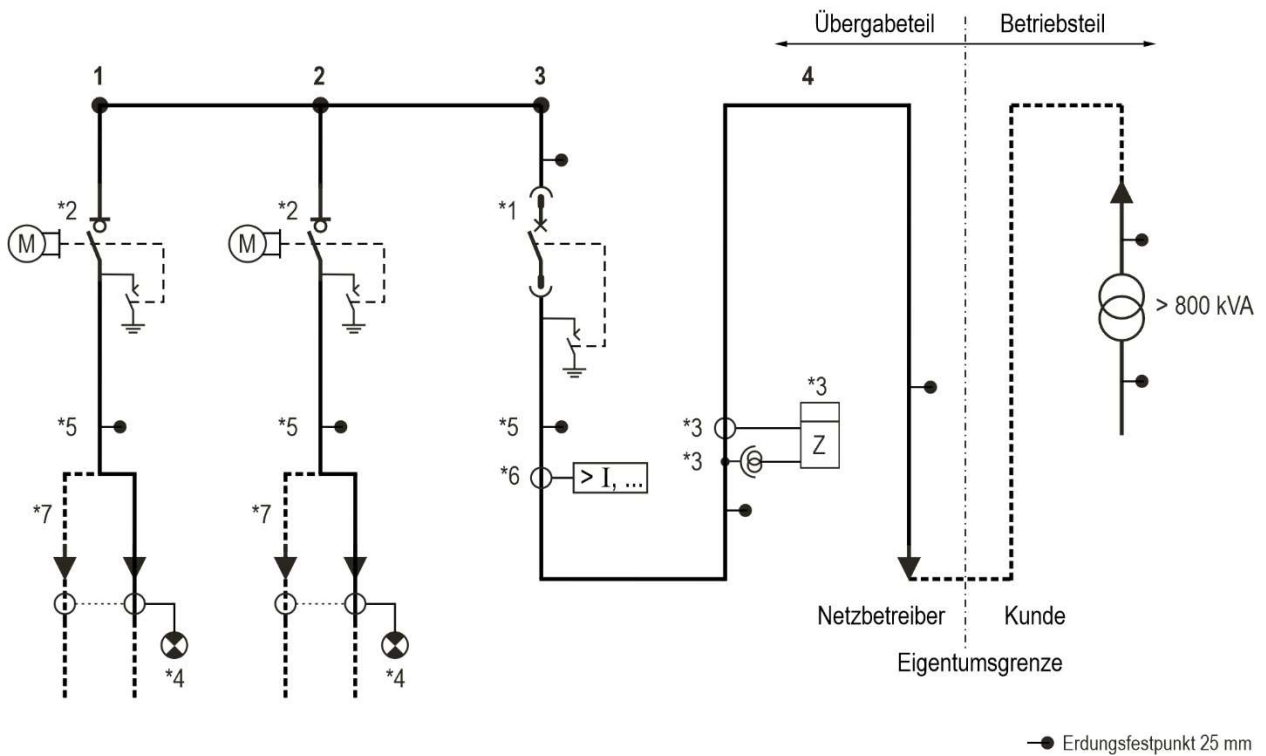 Übergabeteil Betriebsteil
1 2 3 4
*2 *2 *1
M M
> 800 kVA
*3
*5 *5 *5 *3
Z
*6 > I, ... *3
*7 *7
Netzbetreiber Kunde
*4 *4
Eigentumsgrenze
Erdungsfestpunkt 25 mm